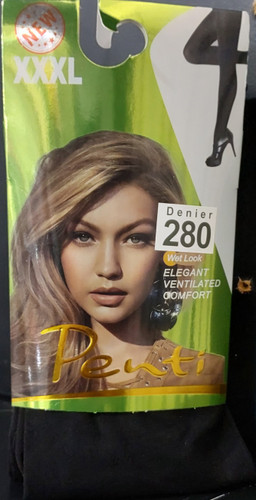 NEW
XXXL
Denier
280
Wet Look
ELEGANT
VENTILATED
COMFORT
Penti